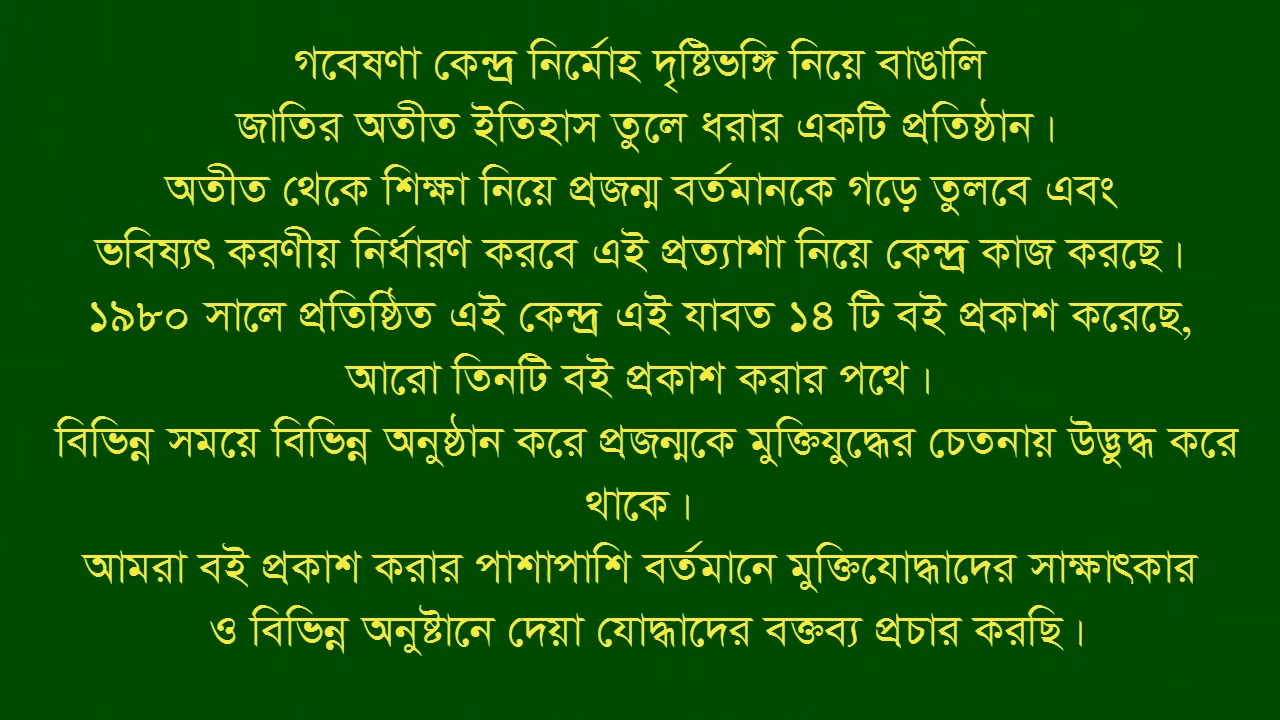 গবেষণা কেন্দ্র নির্মোহ দৃষ্টিভঙ্গি নিয়ে বাঙালি
জাতির অতীত ইতিহাস তুলে ধরার একটি প্রতিষ্ঠান।
অতীত থেকে শিক্ষা নিয়ে প্রজন্ম বর্তমানকে গড়ে তুলবে এবং
ভবিষ্যৎ করণীয় নির্ধারণ করবে এই প্রত্যাশা নিয়ে কেন্দ্র কাজ করছে।
১৯৮০ সালে প্রতিষ্ঠিত এই কেন্দ্র এই যাবত ১৪ টি বই প্রকাশ করেছে,
আরো তিনটি বই প্রকাশ করার পথে।
বিভিন্ন সময়ে বিভিন্ন অনুষ্ঠান করে প্রজন্মকে মুক্তিযুদ্ধের চেতনায় উদ্ভুদ্ধ করে
থাকে।
আমরা বই প্রকাশ করার পাশাপাশি বর্তমানে মুক্তিযোদ্ধাদের সাক্ষাৎকার
ও বিভিন্ন অনুষ্টানে দেয়া যোদ্ধাদের বক্তব্য প্রচার করছি।